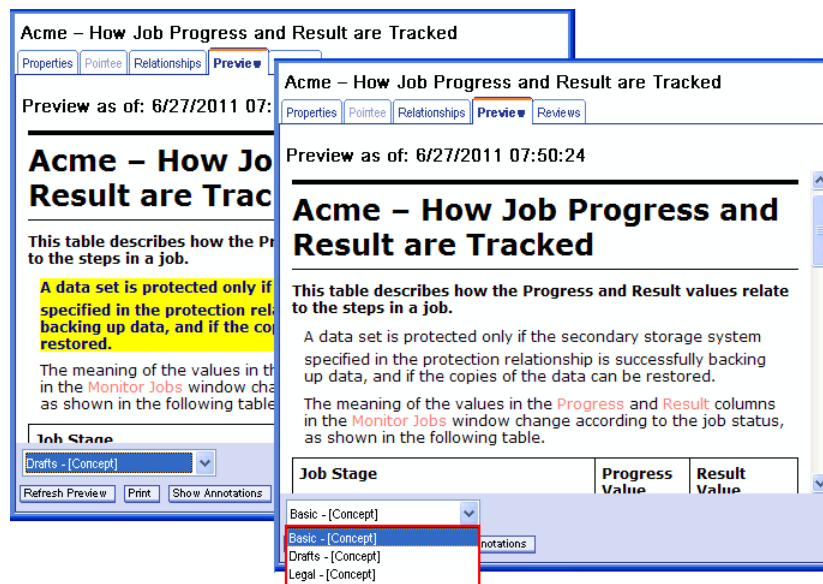 Acme – How Job Progress and Result are Tracked
Properties Pointee Relationships Preview
Preview as of: 6/27/2011 07:
Acme – How Jo
Result are Trac
This table describes how the Pr
to the steps in a job.
A data set is protected only if
specified in the protection rela
backing up data, and if the cop
restored.
The meaning of the values in th
in the Monitor Jobs window cha
as shown in the following table
Job Stage
Drafts - [Concept]
Refresh Preview Print Show Annotations
Acme – How Job Progress and Result are Tracked
Properties Pointee Relationships Preview Reviews
Preview as of: 6/27/2011 07:50:24
Acme – How Job Progress and
Result are Tracked
This table describes how the Progress and Result values relate
to the steps in a job.
A data set is protected only if the secondary storage system
specified in the protection relationship is successfully backing
up data, and if the copies of the data can be restored.
The meaning of the values in the Progress and Result columns
in the Monitor Jobs window change according to the job status,
as shown in the following table.
Job Stage Progress Result
Value Value
Basic - [Concept]
Basic - [Concept]
notations
Drafts - [Concept]
Legal - [Concept]